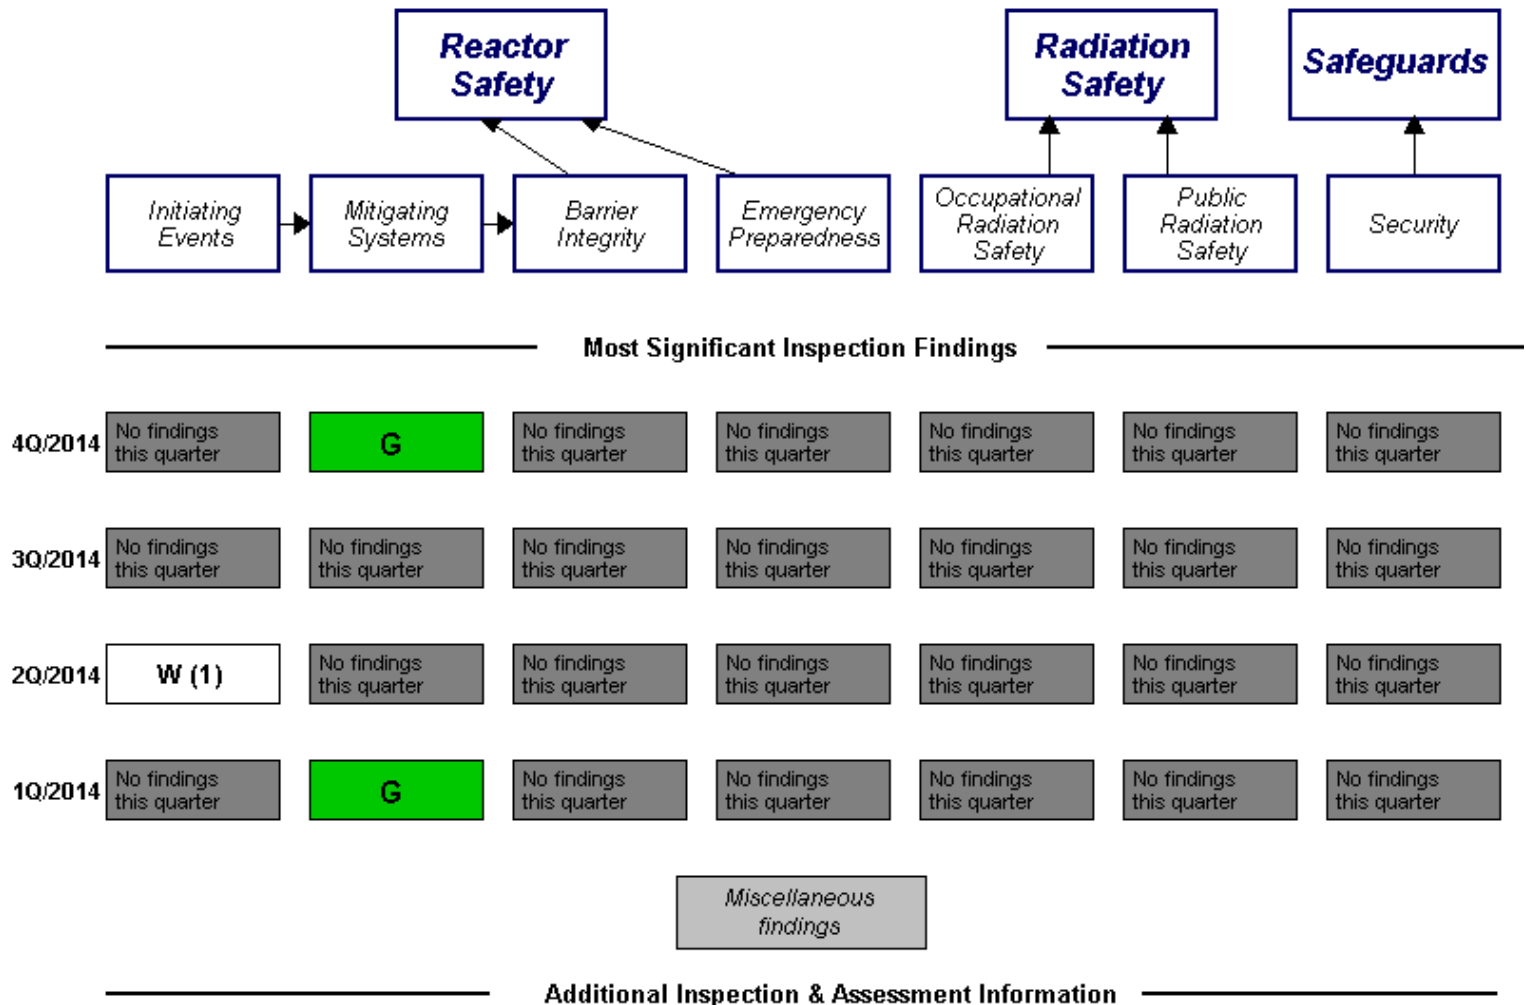 Reactor
Safety
Radiation
Safety
Safeguards
Initiating
Events
Mitigating
Systems
Barrier
Integrity
Emergency
Preparedness
Occupational
Radiation
Safety
Public
Radiation
Safety
Security
Most Significant Inspection Findings
4Q/2014
No findings
this quarter
G
No findings
this quarter
No findings
this quarter
No findings
this quarter
No findings
this quarter
No findings
this quarter
3Q/2014
No findings
this quarter
No findings
this quarter
No findings
this quarter
No findings
this quarter
No findings
this quarter
No findings
this quarter
No findings
this quarter
2Q/2014
W (1)
No findings
this quarter
No findings
this quarter
No findings
this quarter
No findings
this quarter
No findings
this quarter
No findings
this quarter
1Q/2014
No findings
this quarter
G
No findings
this quarter
No findings
this quarter
No findings
this quarter
No findings
this quarter
No findings
this quarter
Miscellaneous
findings
Additional Inspection & Assessment Information